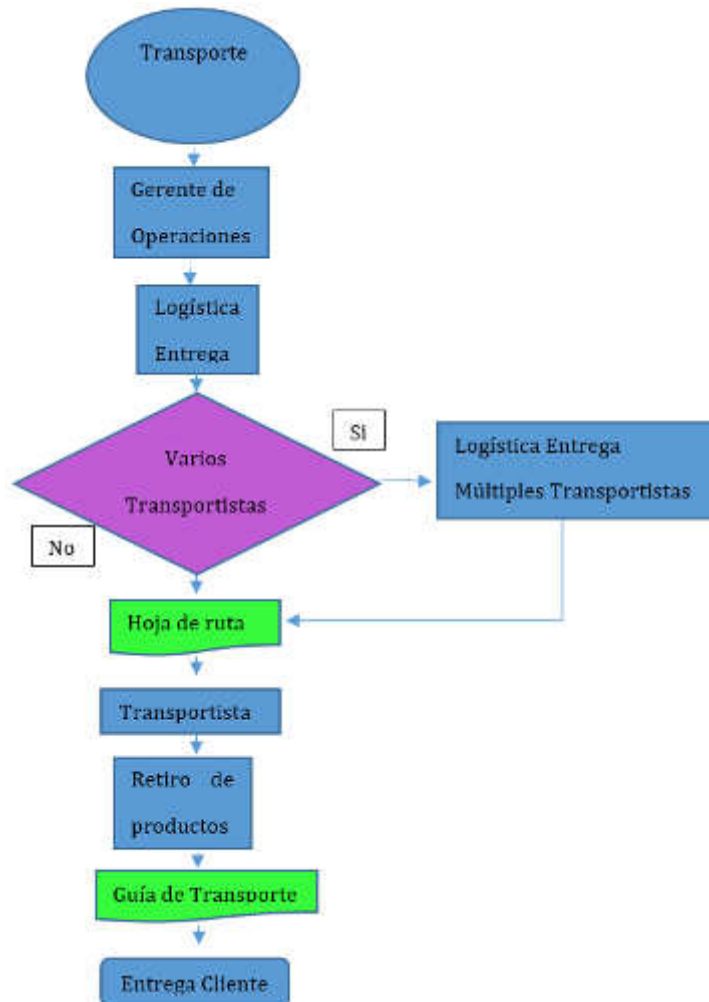 Transporte
Gerente de
Operaciones
Logística
Entrega
Varios
Transportistas
Si
Logística Entrega
Múltiples Transportistas
No
Hoja de ruta
Transportista
Retiro de
productos
Guía de Transporte
Entrega Cliente